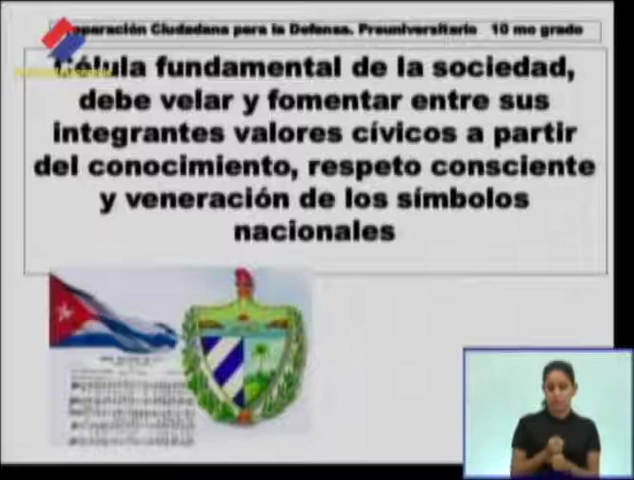 Preparación Ciudadana para la Defensa. Preuniversitario 10 mo grado
Célula fundamental de la sociedad,
debe velar y fomentar entre sus
integrantes valores cívicos a partir
del conocimiento, respeto consciente
y veneración de los símbolos
nacionales